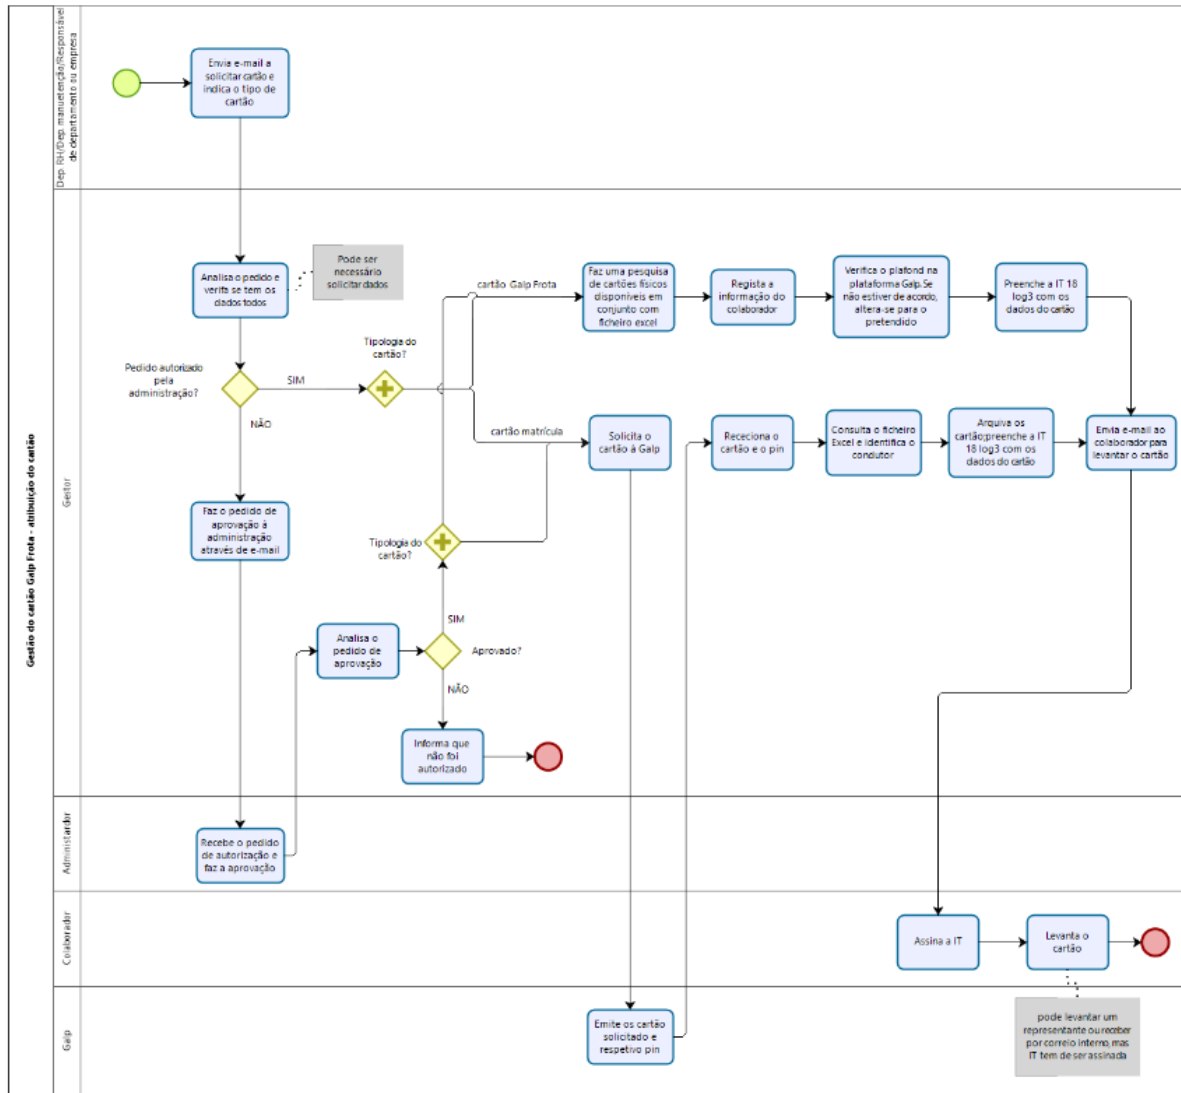 Gestão do cartão Galp Frota - atribuição do cartão
Dep. RH/Dep. manutenção/Responsável
de departamento ou empresa
Envia e-mail a
solicitar cartão e
indica o tipo de
cartão
Gestor
Analisa o pedido e
verifa se tem os
dados todos
Pode ser
necessário
solicitar dados
Pedido autorizado
pela
administração?
SIM
NÃO
Tipologia do
cartão?
cartão Galp Frota
cartão matrícula
Faz uma pesquisa
de cartões físicos
disponíveis em
conjunto com
ficheiro excel
Regista a
informação do
colaborador
Verifica o plafond na
plataforma Galp. Se
não estiver de acordo,
altera-se para o
pretendido
Preenche a IT 18
log3 com os
dados do cartão
Solicita o
cartão à Galp
Receciona o
cartão e o pin
Consulta o ficheiro
Excel e identifica o
condutor
Arquiva os
cartão;preenche a IT
18 log3 com os
dados do cartão
Envia e-mail ao
colaborador para
levantar o cartão
Faz o pedido de
aprovação à
administração
através de e-mail
Tipologia do
cartão?
SIM
Analisa o
pedido de
aprovação
Aprovado?
NÃO
Informa que
não foi
autorizado
Administardor
Recebe o pedido
de autorização e
faz a aprovação
Colaborador
Assina a IT
Levanta o
cartão
Galp
Emite os cartão
solicitado e
respetivo pin
pode levantar um
representante ou receber
por correio interno, mas
IT tem de ser assinada